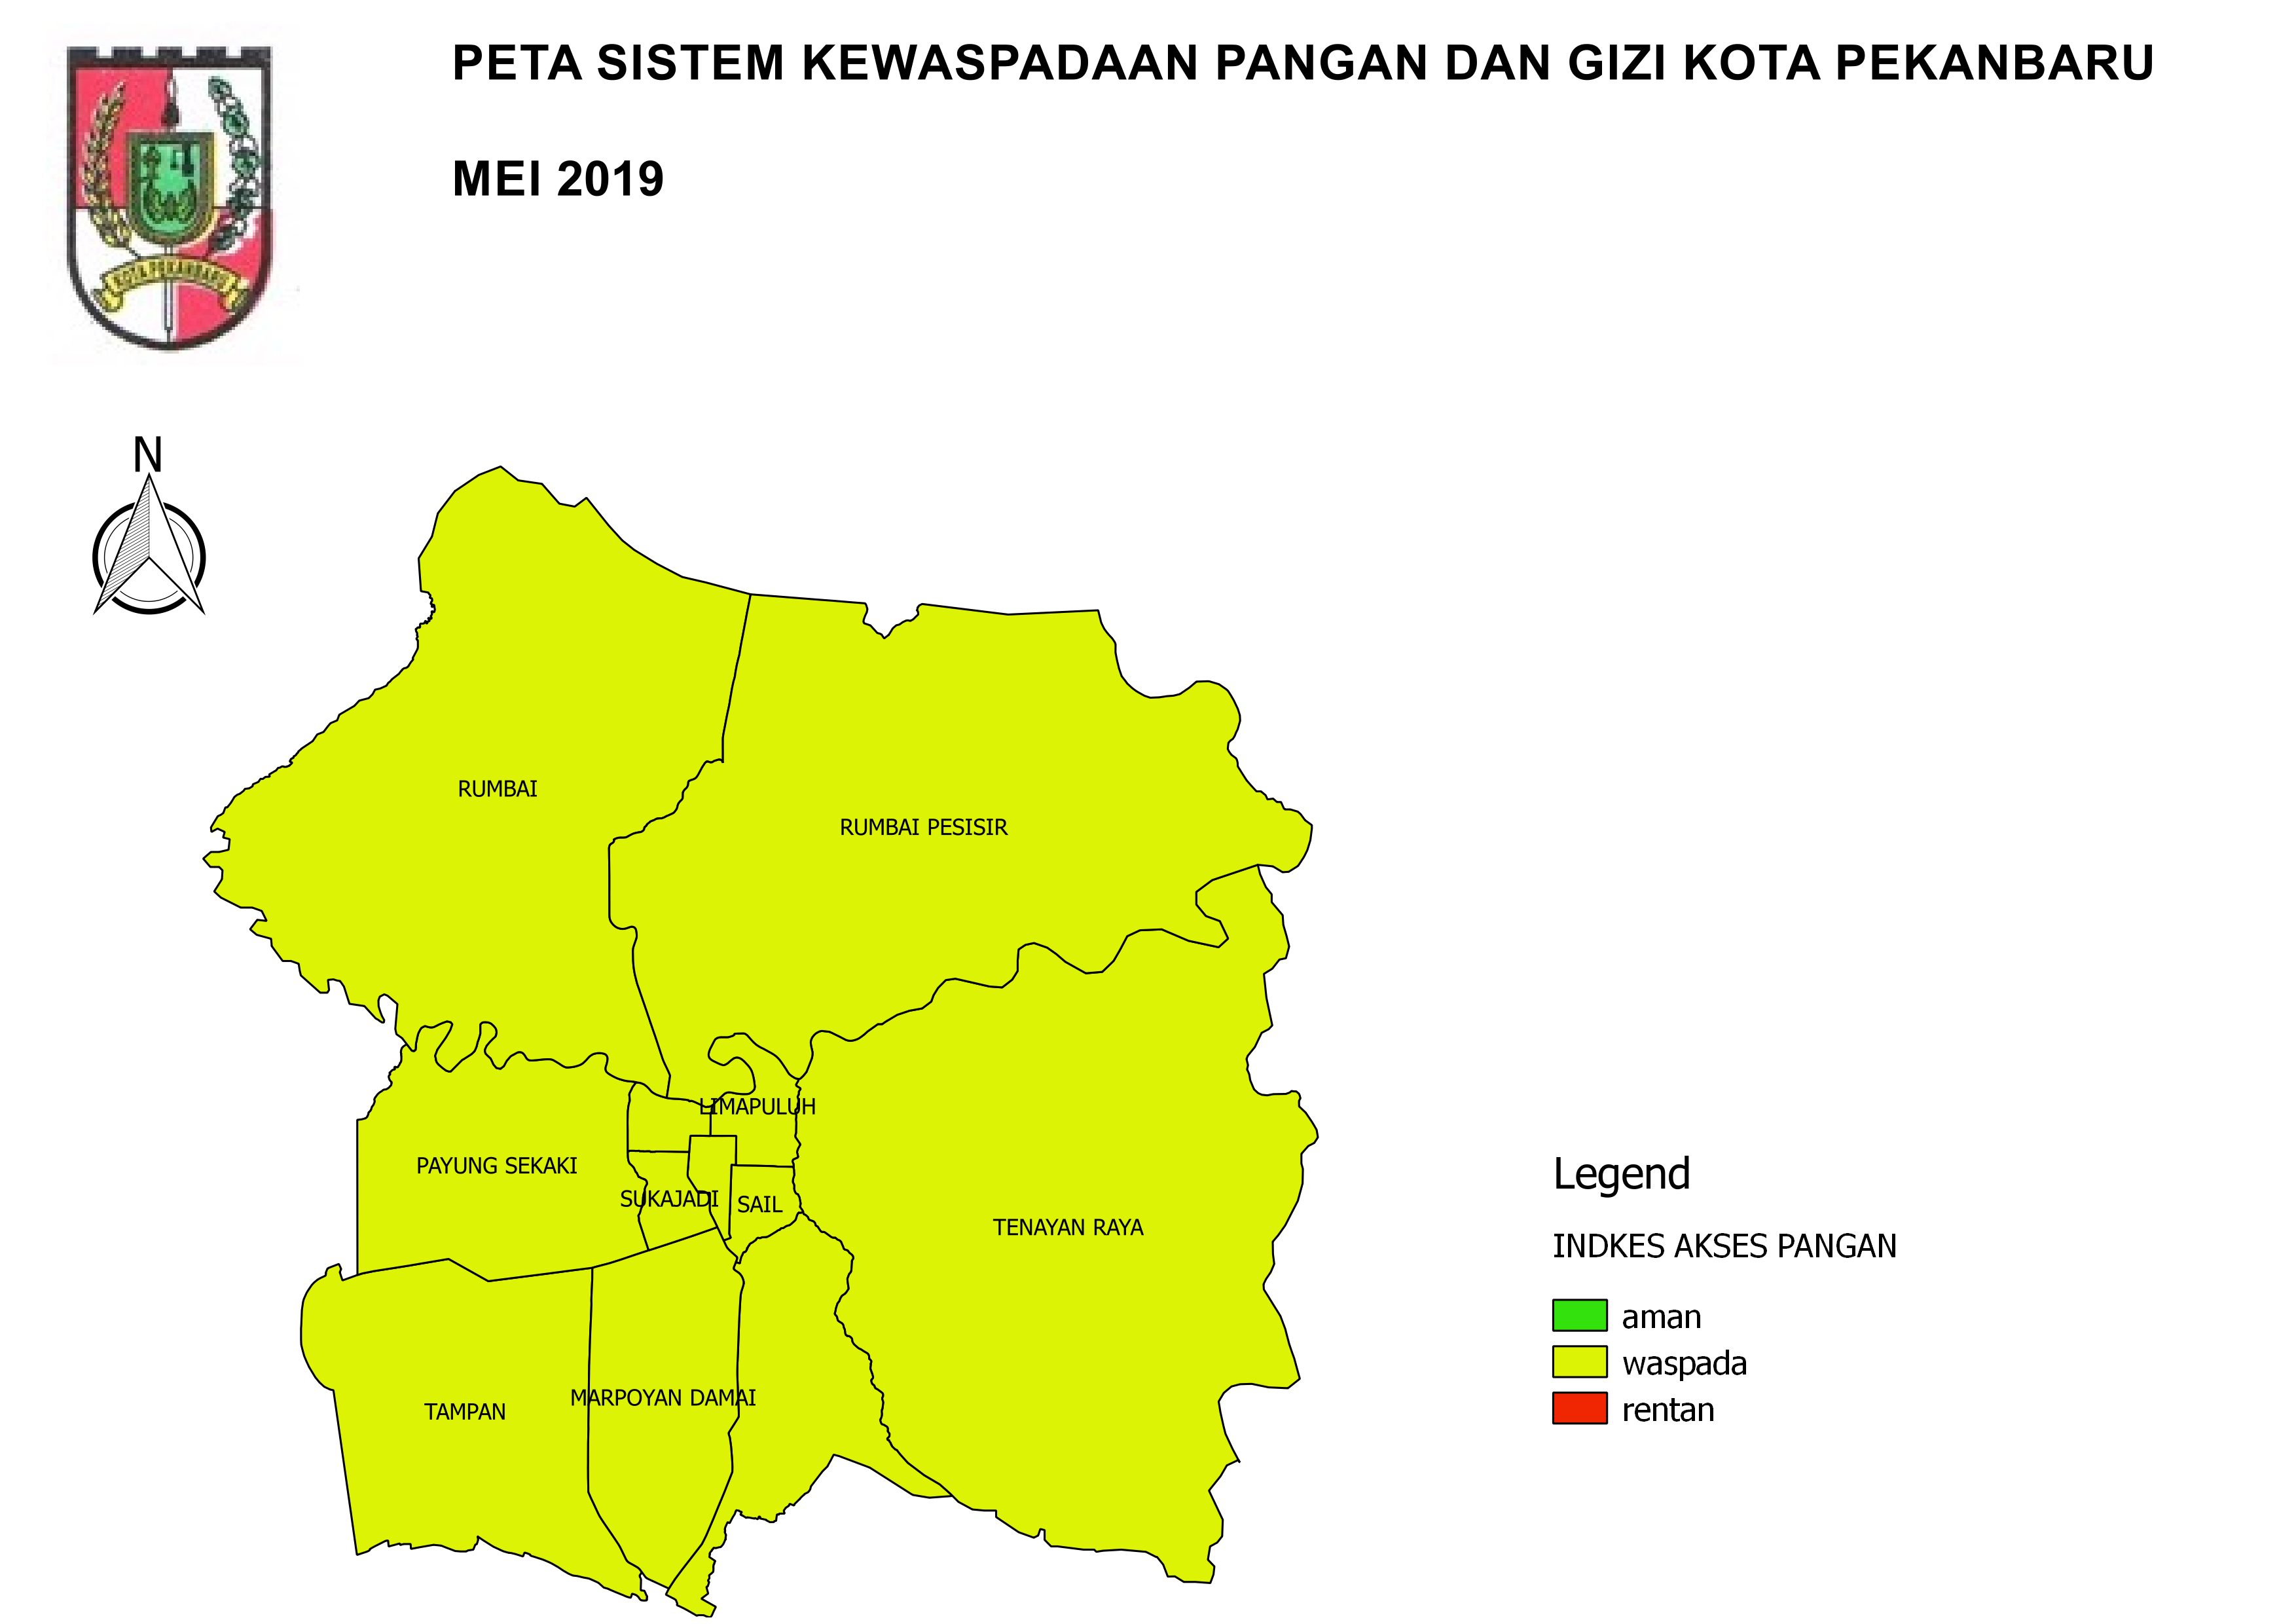 PETA SISTEM KEWASPADAAN PANGAN DAN GIZI KOTA PEKANBARU
MEI 2019
KOTA PEKANBARU
N
RUMBAI
RUMBAI PESISIR
LIMAPULUH
PAYUNG SEKAKI
SUKAJADI
SAIL
TENAYAN RAYA
TAMPAN
MARPOYAN DAMAI
Legend
INDKES AKSES PANGAN
aman
waspada
rentan